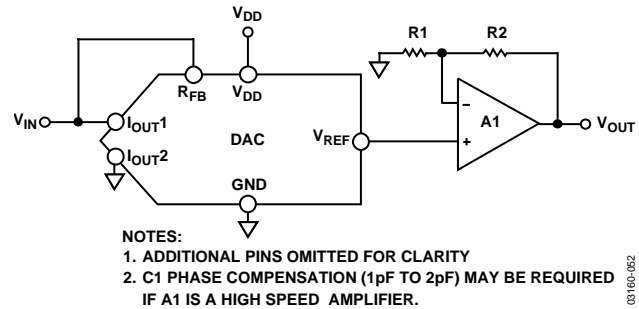 VDD
R1
R2
RFB
VDD
VIN
IOUT1
DAC
VREF
–
A1
VOUT
IOUT2
+
GND
NOTES:
1. ADDITIONAL PINS OMITTED FOR CLARITY
2. C1 PHASE COMPENSATION (1pF TO 2pF) MAY BE REQUIRED
IF A1 IS A HIGH SPEED AMPLIFIER.
03160-052